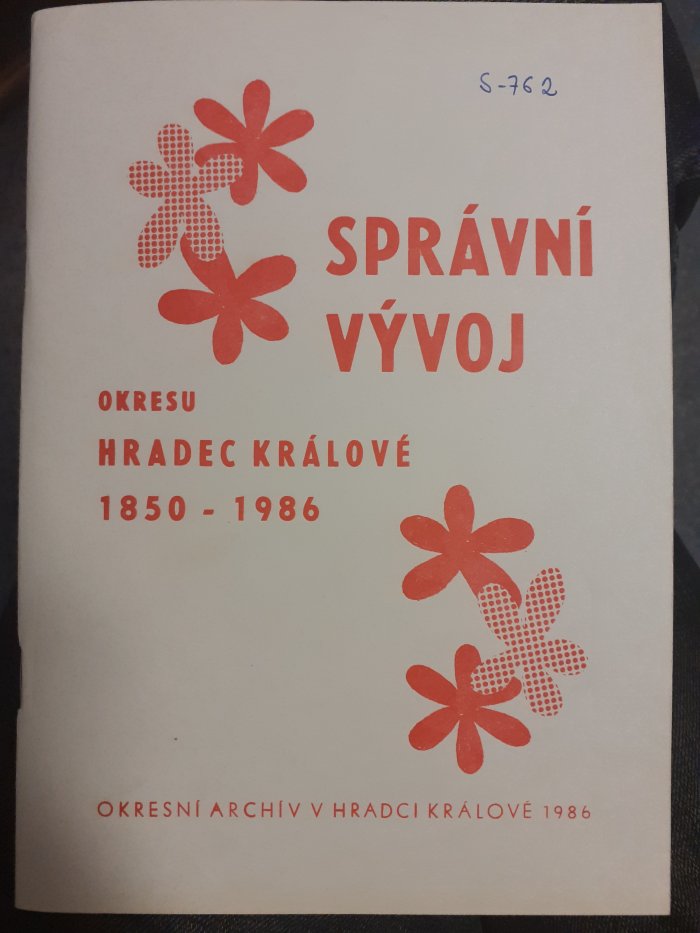 S-762
SPRÁVNÍ
VÝVOJ
OKRESU
HRADEC KRÁLOVÉ
1850 - 1986
OKRESNÍ ARCHÍV V HRADCI KRÁLOVÉ 1986